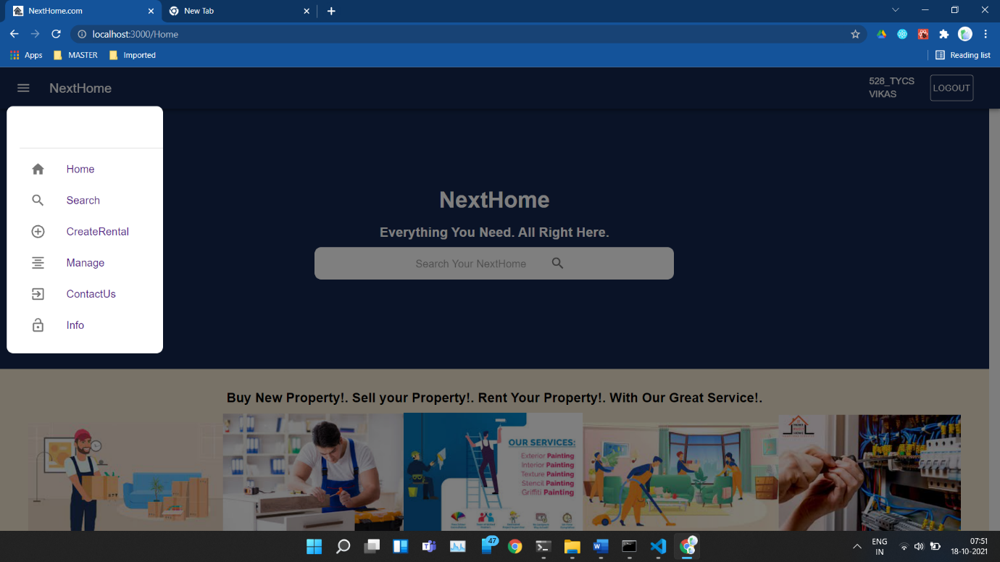 NextHome.com
New Tab
localhost:3000/Home
Apps
MASTER
Imported
Reading list
NextHome
528_TYCS
VIKAS
LOGOUT
Home
Search
CreateRental
Manage
ContactUs
Info
NextHome
Everything You Need. All Right Here.
Search Your NextHome
Buy New Property!. Sell your Property!. Rent Your Property!. With Our Great Service!.
OUR SERVICES:
Exterior Painting
Interior Painting
Texture Painting
Stencil Painting
Griffiti Painting
47
ENG
IN
07:51
18-10-2021